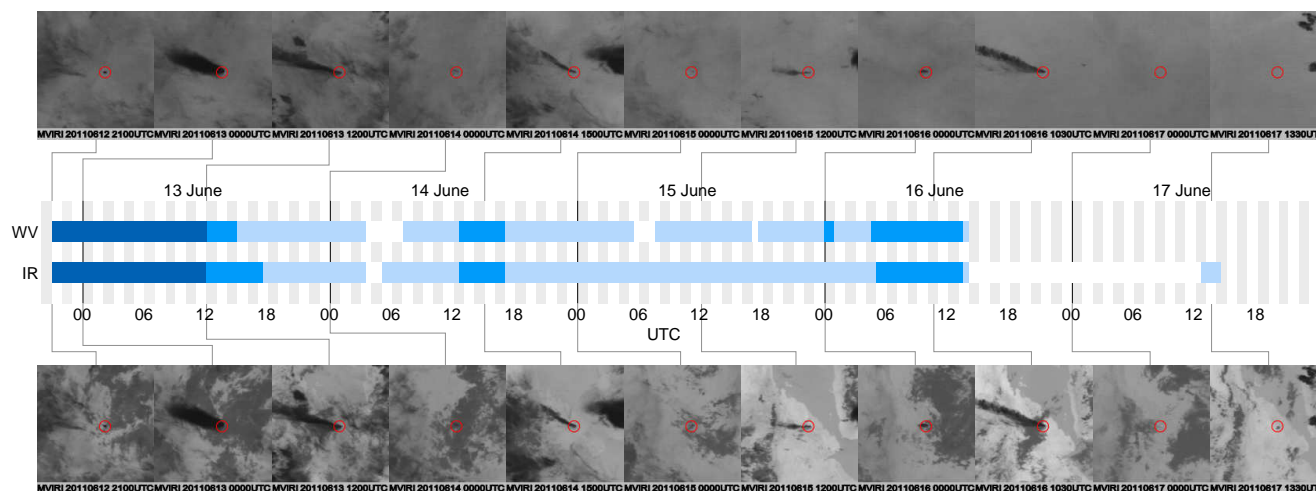 MVIRI 20110612 2100UTC MVIRI 20110613 0000UTC MVIRI 20110613 1200UTC MVIRI 20110614 0000UTC MVIRI 20110614 1500UTC MVIRI 20110615 0000UTC MVIRI 20110615 1200UTC MVIRI 20110616 0000UTC MVIRI 20110616 1030UTC MVIRI 20110617 0000UTC MVIRI 20110617 1330UT
13 June 14 June 15 June 16 June 17 June
WV
IR
00 06 12 18 00 06 12 18 00 06 12 18 00 06 12 18 00 06 12 18
UTC
MVIRI 20110612 2100UTC MVIRI 20110613 0000UTC MVIRI 20110613 1200UTC MVIRI 20110614 0000UTC MVIRI 20110614 1500UTC MVIRI 20110615 0000UTC MVIRI 20110615 1200UTC MVIRI 20110616 0000UTC MVIRI 20110616 1030UTC MVIRI 20110617 0000UTC MVIRI 20110617 1330UT